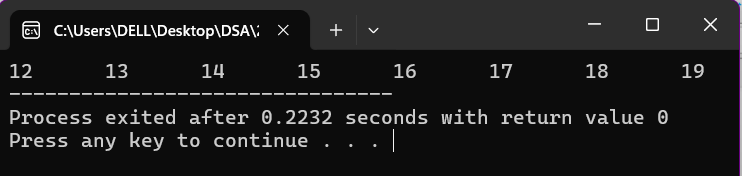 C:\Users\DELL\Desktop\DSA\2
12 13 14 15 16 17 18 19
--------------------------------
Process exited after 0.2232 seconds with return value 0
Press any key to continue . . .